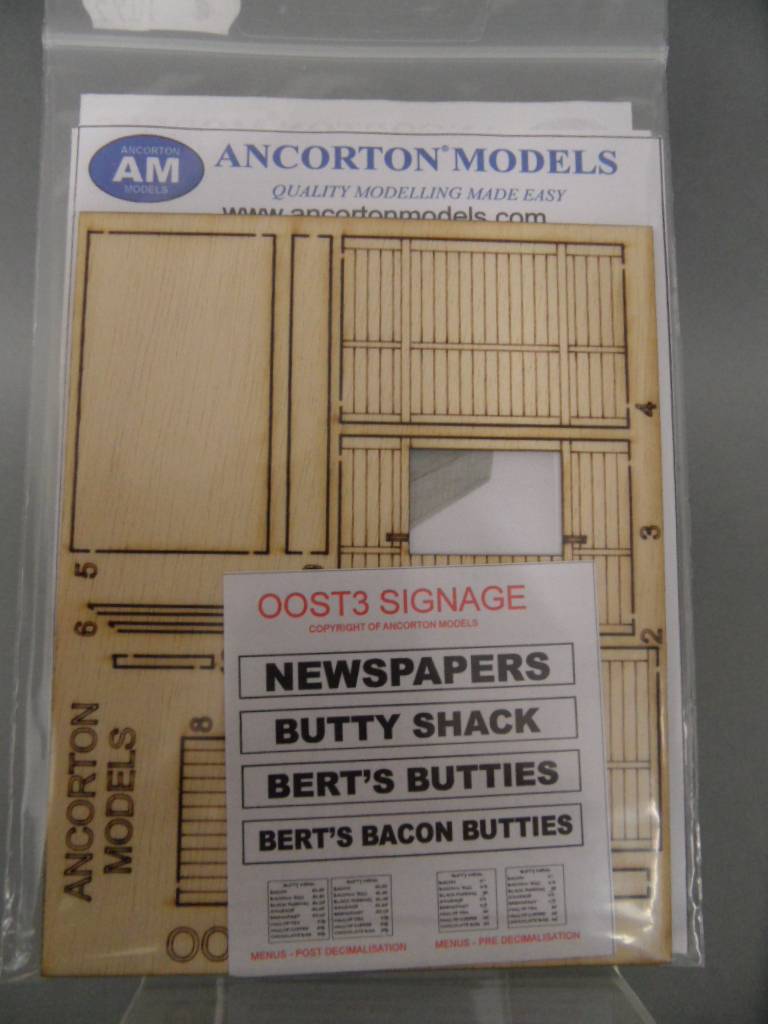 ANCORTON
AM
MODELS
ANCORTON® MODELS
QUALITY MODELLING MADE EASY
www.ancortonmodels.com
4
3
5
6
2
8
ANCORTON
MODELS
OO
OOST3 SIGNAGE
COPYRIGHT OF ANCORTON MODELS
NEWSPAPERS
BUTTY SHACK
BERT'S BUTTIES
BERT'S BACON BUTTIES
MENUS - POST DECIMALISATION
MENUS - PRE DECIMALISATION